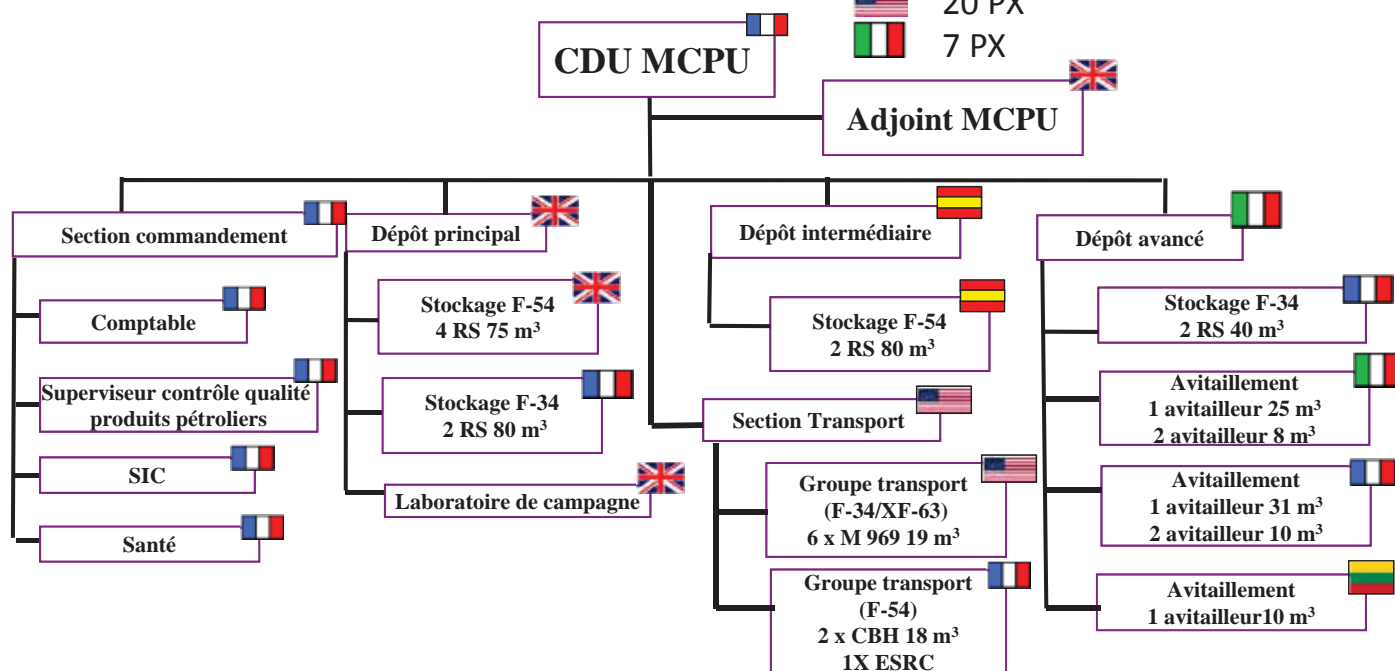 20 PX
7 PX
CDU MCPU
Adjoint MCPU
Section commandement
Comptable
Superviseur contrôle qualité
produits pétroliers
SIC
Santé
Dépôt principal
Stockage F-54
4 RS 75 m³
Stockage F-34
2 RS 80 m³
Laboratoire de campagne
Dépôt intermédiaire
Stockage F-54
2 RS 80 m³
Section Transport
Groupe transport
(F-34/XF-63)
6 x M 969 19 m³
Groupe transport
(F-54)
2 x CBH 18 m³
1X ESRC
Dépôt avancé
Stockage F-34
2 RS 40 m³
Avitaillement
1 avitailleur 25 m³
2 avitailleur 8 m³
Avitaillement
1 avitailleur 31 m³
2 avitailleur 10 m³
Avitaillement
1 avitailleur10 m³